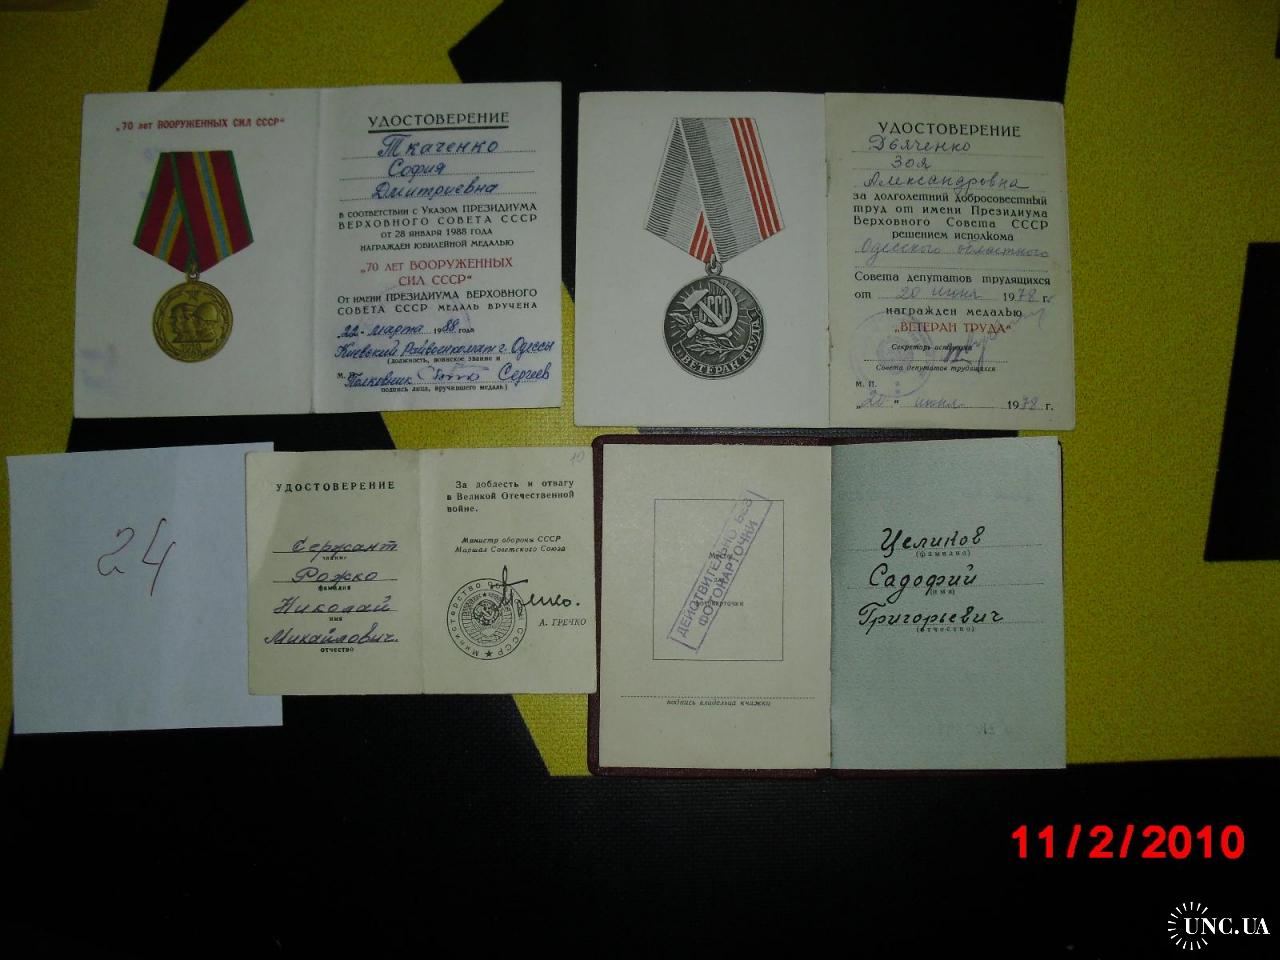 „70 лет ВООРУЖЕННЫХ СИЛ СССР“
УДОСТОВЕРЕНИЕ
Ткаченко
София
Дмитриевна
В СООТВЕТСТВИИ С УКАЗОМ ПРЕЗИДИУМА
ВЕРХОВНОГО СОВЕТА СССР
ОТ 28 ЯНВАРЯ 1988 ГОДА
НАГРАЖДЕН ЮБИЛЕЙНОЙ МЕДАЛЬЮ
„70 ЛЕТ ВООРУЖЕННЫХ
СИЛ СССР“
От имени ПРЕЗИДИУМА ВЕРХОВНОГО
СОВЕТА СССР МЕДАЛЬ ВРУЧЕНА
„22“ марта 1988 года
Киевский Райвоенкомат г. Одессы
(должность, воинское звание и
М. Полковник Сергеев
подпись лица, вручившего медаль)
УДОСТОВЕРЕНИЕ
Дьяченко
Зоя
Александровна
за долголетний добросовестный
труд от имени Президиума
Верховного Совета СССР
решением исполкома
Одесского областного
Совета депутатов трудящихся
от 20 июня 1978 г.
награжден медалью
„ВЕТЕРАН ТРУДА“
Секретарь исполкома
Совета депутатов трудящихся
М. П.
„20“ июня 1978 г.
СССР
ВЕТЕРАН ТРУДА
24
УДОСТОВЕРЕНИЕ
Сержант
звание
Рожко
фамилия
Николай
имя
Михайлович.
отчество
10
За доблесть и отвагу
в Великой Отечественной
войне.
Министр обороны СССР
Маршал Советского Союза
А. ГРЕЧКО
ДЕЙСТВИТЕЛЬНО БЕЗ
ФОТОКАРТОЧКИ
подпись владельца книжки
Целиков
(фамилия)
Садофий
(имя)
Григорьевич
(отчество)
11/2/2010
UNC.UA